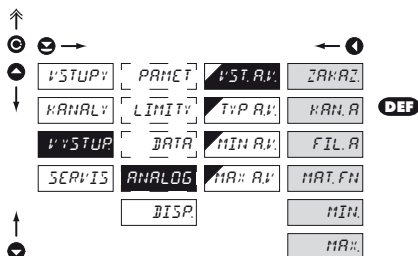 VSTUPY PAMET VST. A.V. ZAKAZ.
KANALY LIMITY TYP A.V. KAN. A DEF
VYSTUP. DATA MIN A.V. FIL. A
SERVIS ANALOG MAX A.V MAT. FN
DISP. MIN.
MAX.